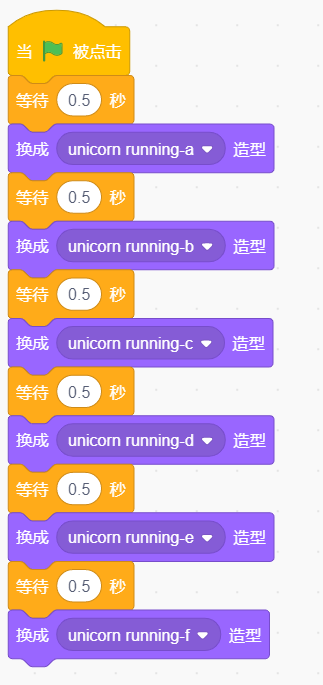 当 被点击
等待 0.5 秒
换成 unicorn running-a 造型
等待 0.5 秒
换成 unicorn running-b 造型
等待 0.5 秒
换成 unicorn running-c 造型
等待 0.5 秒
换成 unicorn running-d 造型
等待 0.5 秒
换成 unicorn running-e 造型
等待 0.5 秒
换成 unicorn running-f 造型